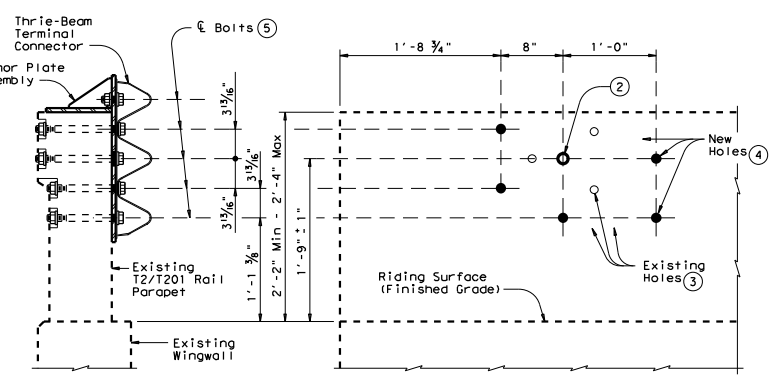 Thrie-Beam
Terminal
Connector
nor Plate
embly
℄ Bolts 5
3 13/16"
3 13/16"
3 13/16"
1'-1 3/8"
2'-2" Min - 2'-4" Max
1'-9" ± 1"
Existing
T2/T201 Rail
Parapet
Existing
Wingwall
1'-8 3/4"
8"
1'-0"
2
New
Holes 4
Existing
Holes 3
Riding Surface
(Finished Grade)